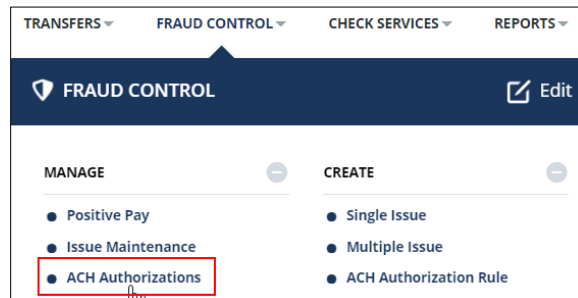 TRANSFERS FRAUD CONTROL CHECK SERVICES REPORTS
FRAUD CONTROL Edit
MANAGE CREATE
Positive Pay Single Issue
Issue Maintenance Multiple Issue
ACH Authorizations ACH Authorization Rule